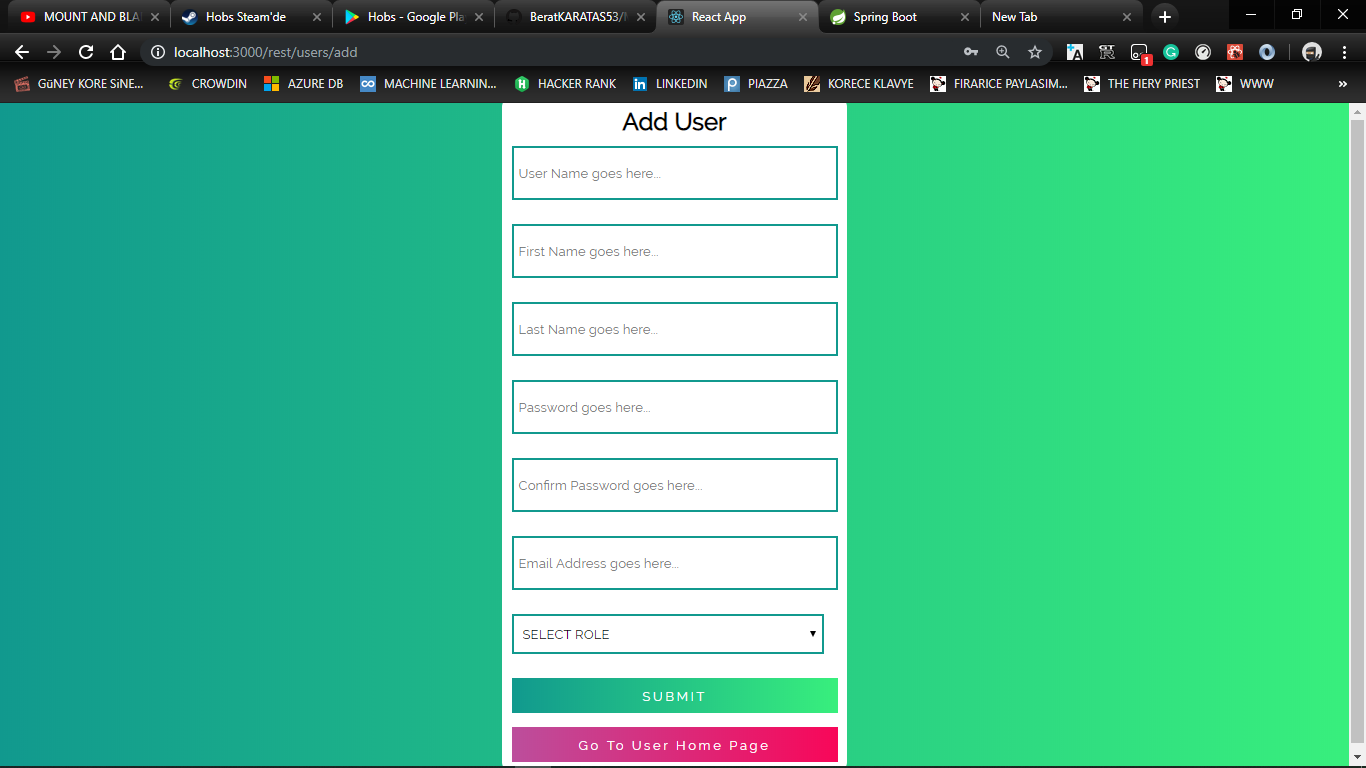 MOUNT AND BLA
Hobs Steam'de
Hobs - Google Pla
BeratKARATAS53/
React App
Spring Boot
New Tab
localhost:3000/rest/users/add
1
GüNEY KORE SiNE...
CROWDIN
AZURE DB
MACHINE LEARNIN...
HACKER RANK
LINKEDIN
PIAZZA
KORECE KLAVYE
FIRARICE PAYLASIM...
THE FIERY PRIEST
WWW
»
Add User
User Name goes here...
First Name goes here...
Last Name goes here...
Password goes here...
Confirm Password goes here...
Email Address goes here...
SELECT ROLE
SUBMIT
Go To User Home Page